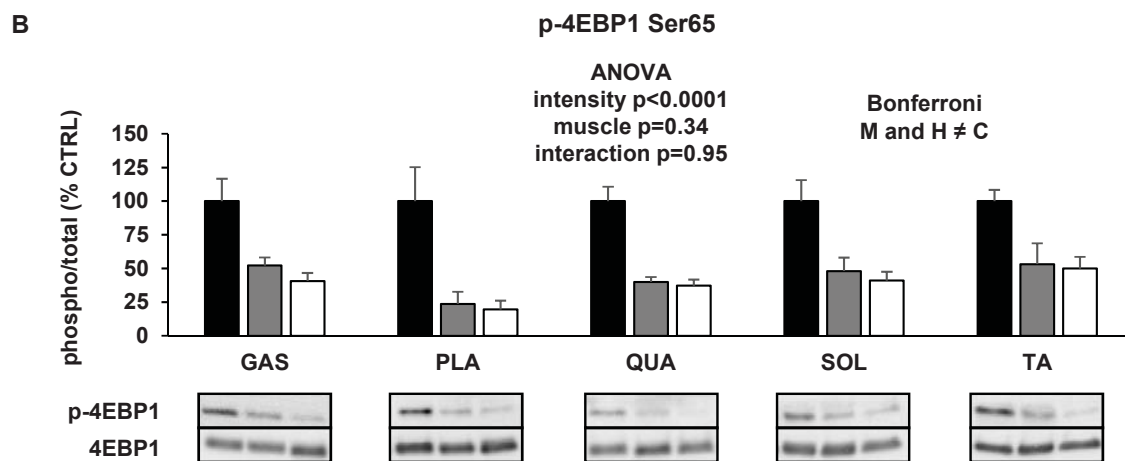 B
p-4EBP1 Ser65
ANOVA
intensity p<0.0001
muscle p=0.34
interaction p=0.95
Bonferroni
M and H ≠ C
phospho/total (% CTRL)
150
125
100
75
50
25
0
GAS PLA QUA SOL TA
p-4EBP1
4EBP1